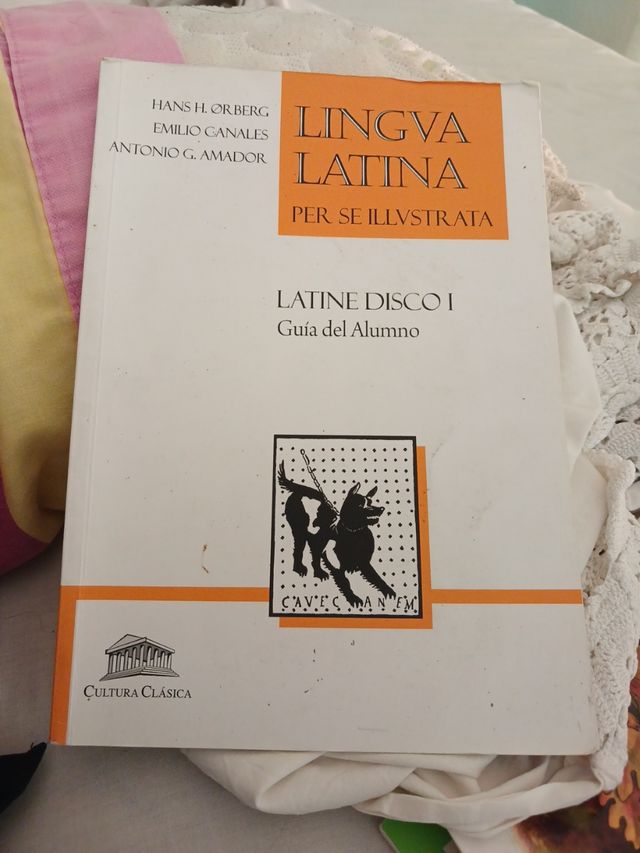 HANS H. ØRBERG
EMILIO CANALES
ANTONIO G. AMADOR
LINGVA
LATINA
PER SE ILLVSTRATA
LATINE DISCO I
Guía del Alumno
CAVE CANEM
CULTURA CLÁSICA